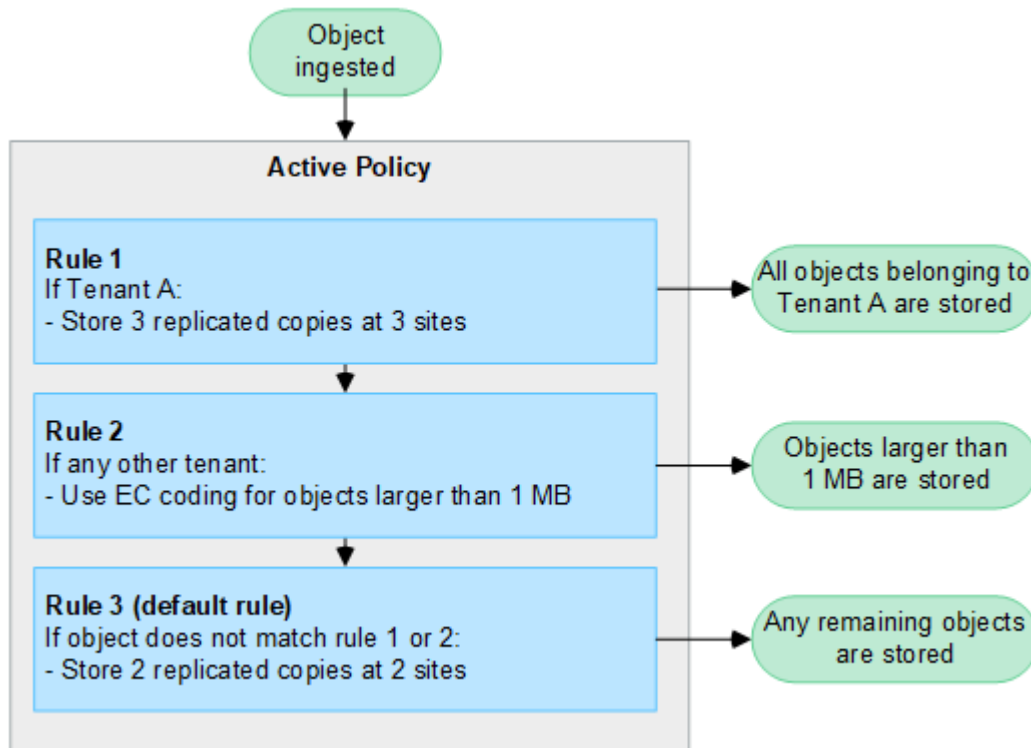 Object
ingested
Active Policy
Rule 1
If Tenant A:
- Store 3 replicated copies at 3 sites
All objects belonging to
Tenant A are stored
Rule 2
If any other tenant:
- Use EC coding for objects larger than 1 MB
Objects larger than
1 MB are stored
Rule 3 (default rule)
If object does not match rule 1 or 2:
- Store 2 replicated copies at 2 sites
Any remaining objects
are stored